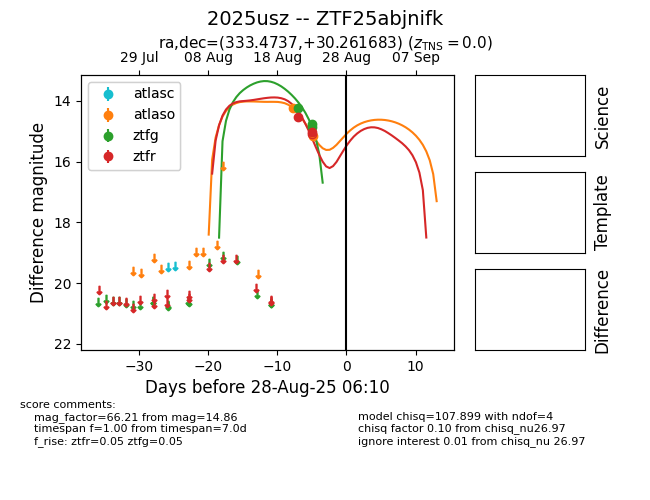 2025usz -- ZTF25abjnifk
ra,dec=(333.4737,+30.261683) (z_TNS = 0.0)
29 Jul 08 Aug 18 Aug 28 Aug 07 Sep
atlasc
atlaso
ztfg
ztfr
14
16
18
20
22
Difference magnitude
−30 −20 −10 0 10
Days before 28-Aug-25 06:10
Science
Template
Difference
score comments:
mag_factor=66.21 from mag=14.86
timespan f=1.00 from timespan=7.0d
f_rise: ztfr=0.05 ztfg=0.05
model chisq=107.899 with ndof=4
chisq factor 0.10 from chisq_nu26.97
ignore interest 0.01 from chisq_nu 26.97